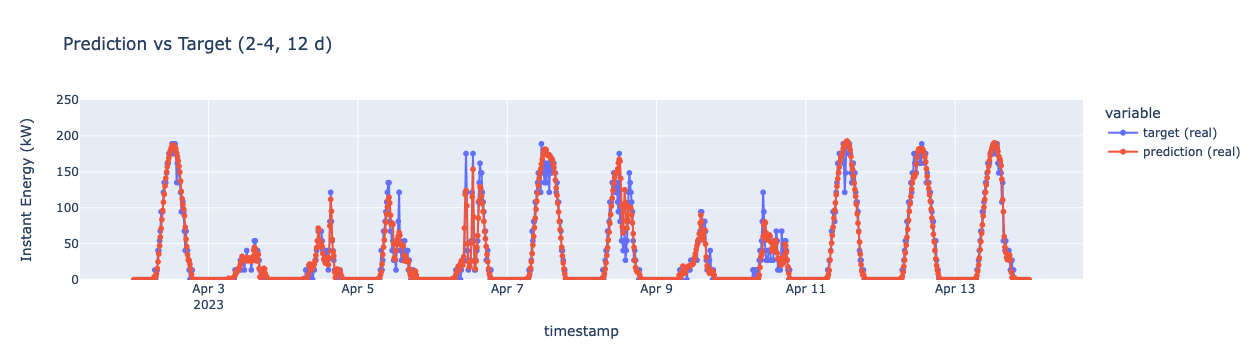 Prediction vs Target (2-4, 12 d)
250
200
150
100
50
0
Instant Energy (kW)
Apr 3
2023
Apr 5
Apr 7
Apr 9
Apr 11
Apr 13
timestamp
variable
target (real)
prediction (real)